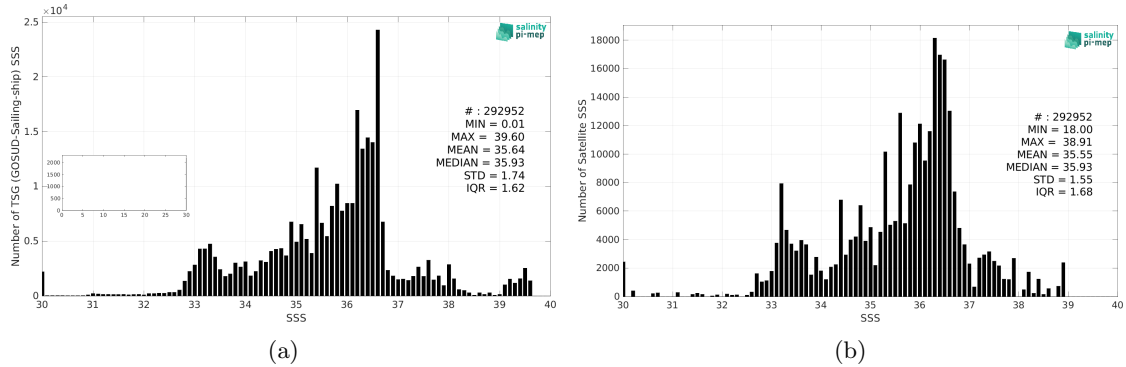 ×10⁴
2.5
2
1.5
1
0.5
0
Number of TSG (GOSUD-Sailing-ship) SSS
salinity
pi-mep
# : 292952
MIN = 0.01
MAX = 39.60
MEAN = 35.64
MEDIAN = 35.93
STD = 1.74
IQR = 1.62
2000
1500
1000
500
0
0 5 10 15 20 25 30
30 31 32 33 34 35 36 37 38 39 40
SSS
(a)
18000
16000
14000
12000
10000
8000
6000
4000
2000
0
Number of Satellite SSS
salinity
pi-mep
# : 292952
MIN = 18.00
MAX = 38.91
MEAN = 35.55
MEDIAN = 35.93
STD = 1.55
IQR = 1.68
30 31 32 33 34 35 36 37 38 39 40
SSS
(b)